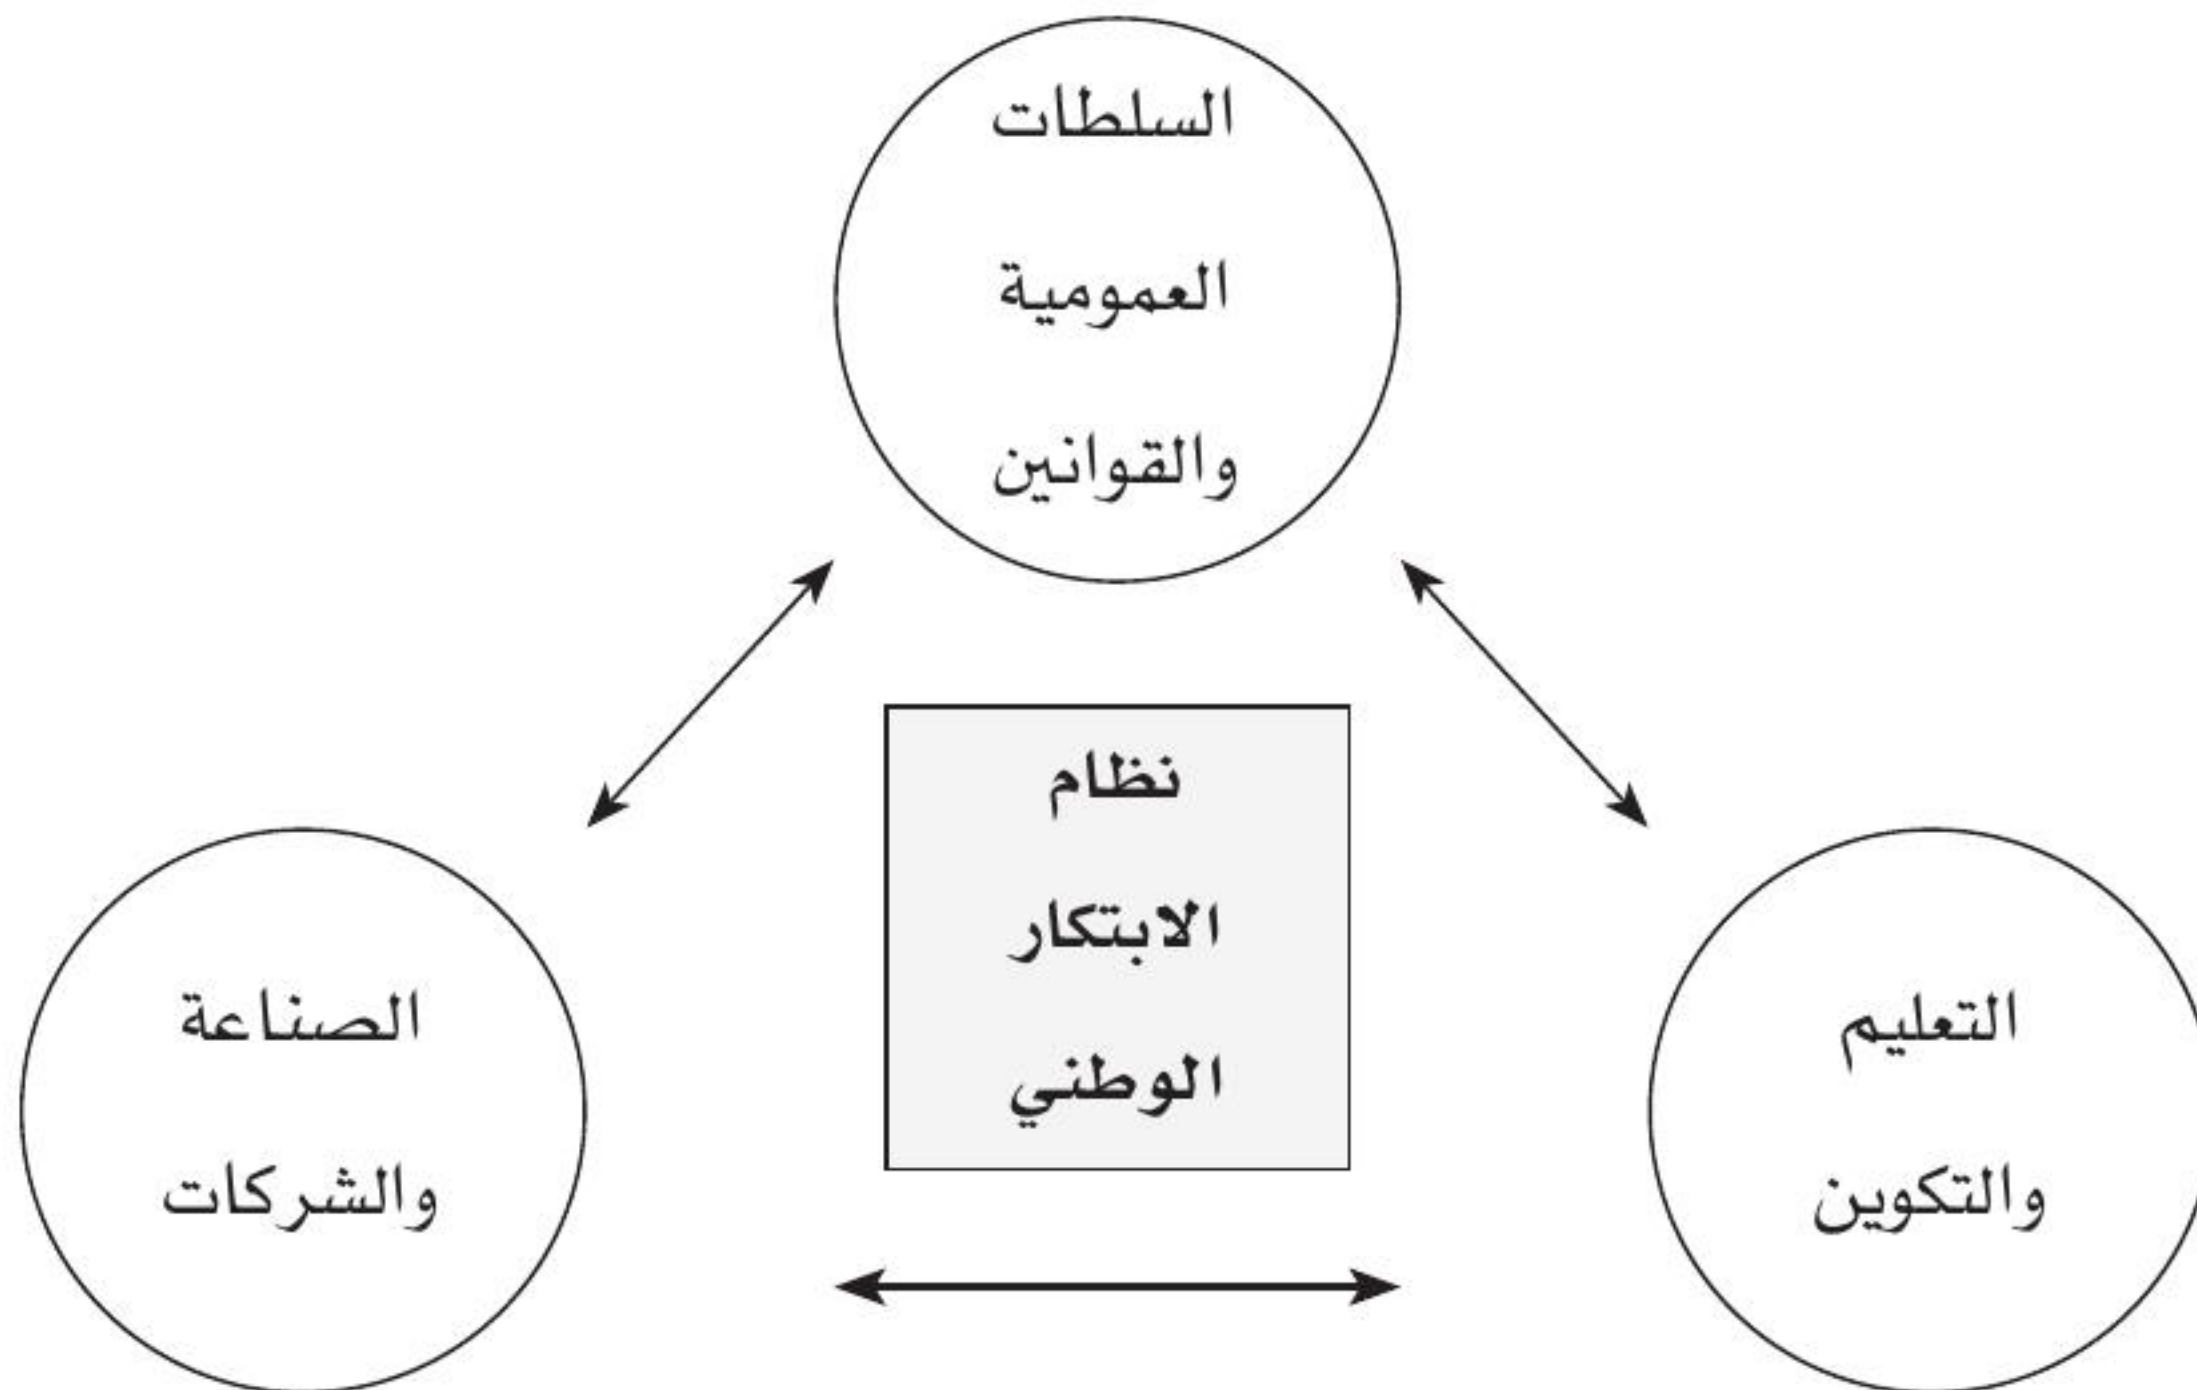 السلطات
العمومية
والقوانين
نظام
الابتكار
الوطني
التعليم
والتكوين
الصناعة
والشركات